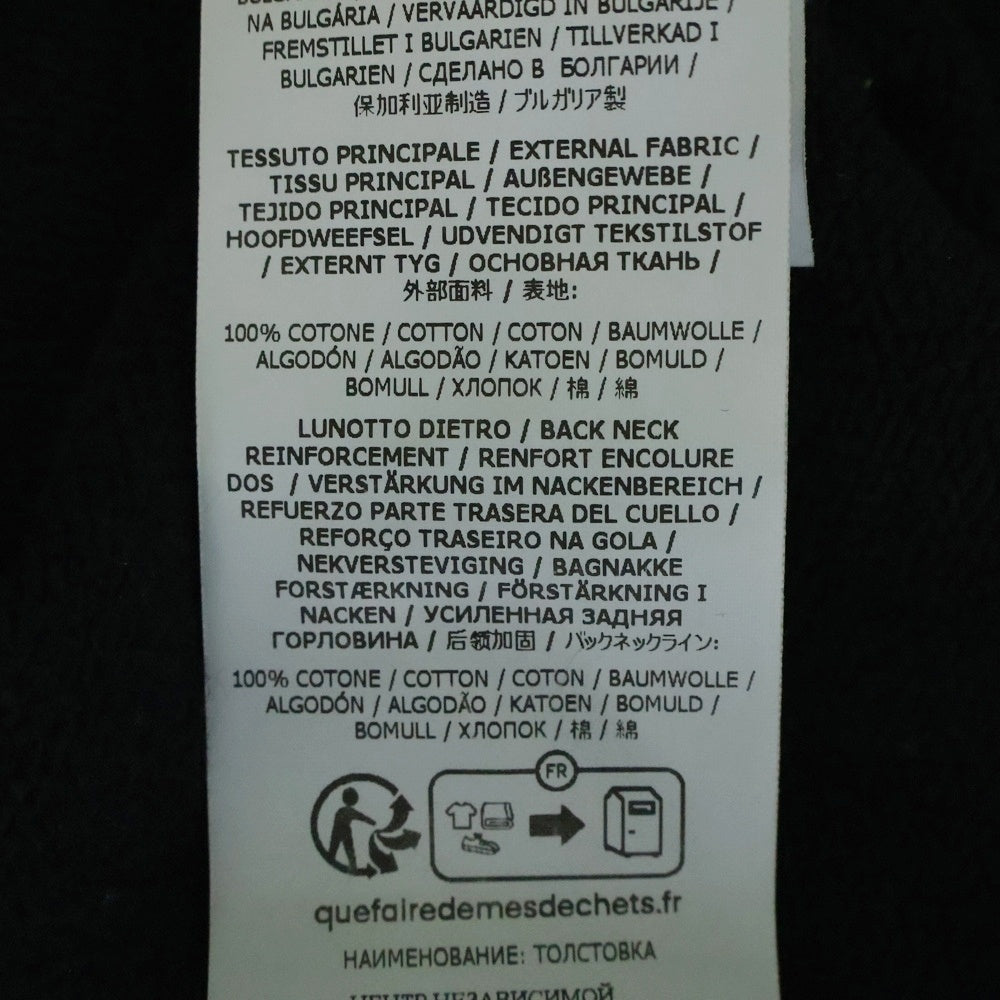 NA BULGÁRIA / VERVAARDIGD IN BULGARIJE /
FREMSTILLET I BULGARIEN / TILLVERKAD I
BULGARIEN / СДЕЛАНО В БОЛГАРИИ /
保加利亚制造 / ブルガリア製
TESSUTO PRINCIPALE / EXTERNAL FABRIC /
TISSU PRINCIPAL / AUßENGEWEBE /
TEJIDO PRINCIPAL / TECIDO PRINCIPAL /
HOOFDWEEFSEL / UDVENDIGT TEKSTILSTOF
/ EXTERNT TYG / ОСНОВНАЯ ТКАНЬ /
外部面料 / 表地:
100% COTONE / COTTON / COTON / BAUMWOLLE /
ALGODÓN / ALGODÃO / KATOEN / BOMULD /
BOMULL / ХЛОПОК / 棉 / 綿
LUNOTTO DIETRO / BACK NECK
REINFORCEMENT / RENFORT ENCOLURE
DOS / VERSTÄRKUNG IM NACKENBEREICH /
REFUERZO PARTE TRASERA DEL CUELLO /
REFORÇO TRASEIRO NA GOLA /
NEKVERSTEVIGING / BAGNAKKE
FORSTÆRKNING / FÖRSTÄRKNING I
NACKEN / УСИЛЕННАЯ ЗАДНЯЯ
ГОРЛОВИНА / 后领加固 / バックネックライン:
100% COTONE / COTTON / COTON / BAUMWOLLE /
ALGODÓN / ALGODÃO / KATOEN / BOMULD /
BOMULL / ХЛОПОК / 棉 / 綿
FR
quefairedemesdechets.fr
НАИМЕНОВАНИЕ: ТОЛСТОВКА
ЦЕНТР НЕЗАВИСИМОЙ